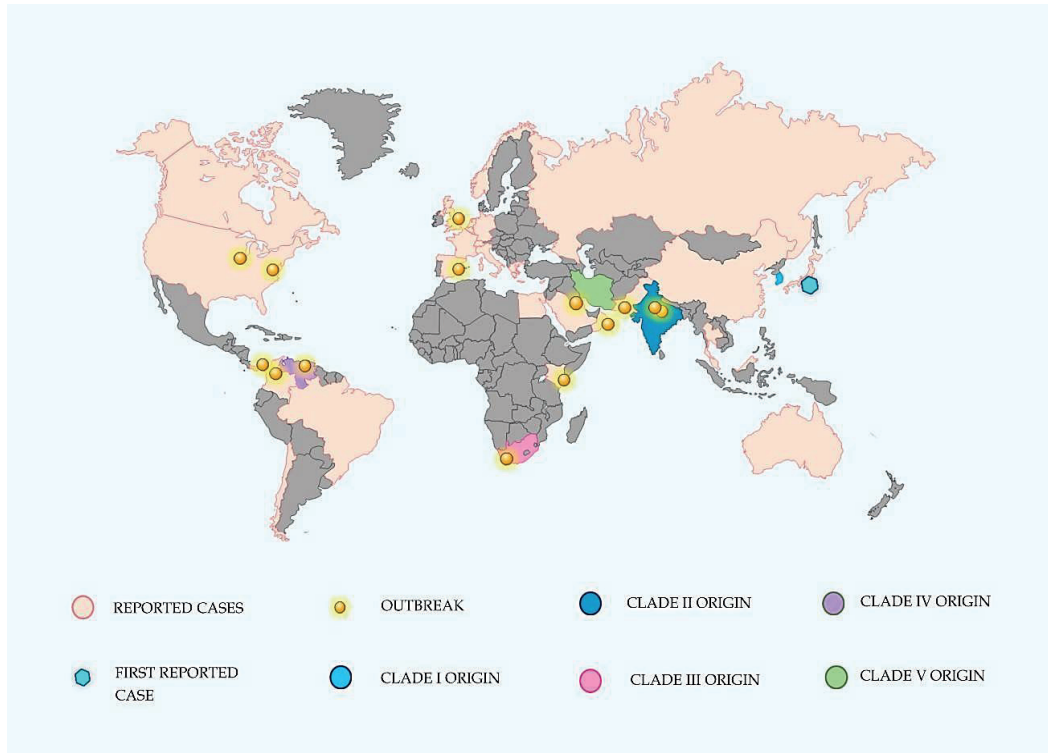 REPORTED CASES
OUTBREAK
CLADE II ORIGIN
CLADE IV ORIGIN
FIRST REPORTED
CASE
CLADE I ORIGIN
CLADE III ORIGIN
CLADE V ORIGIN